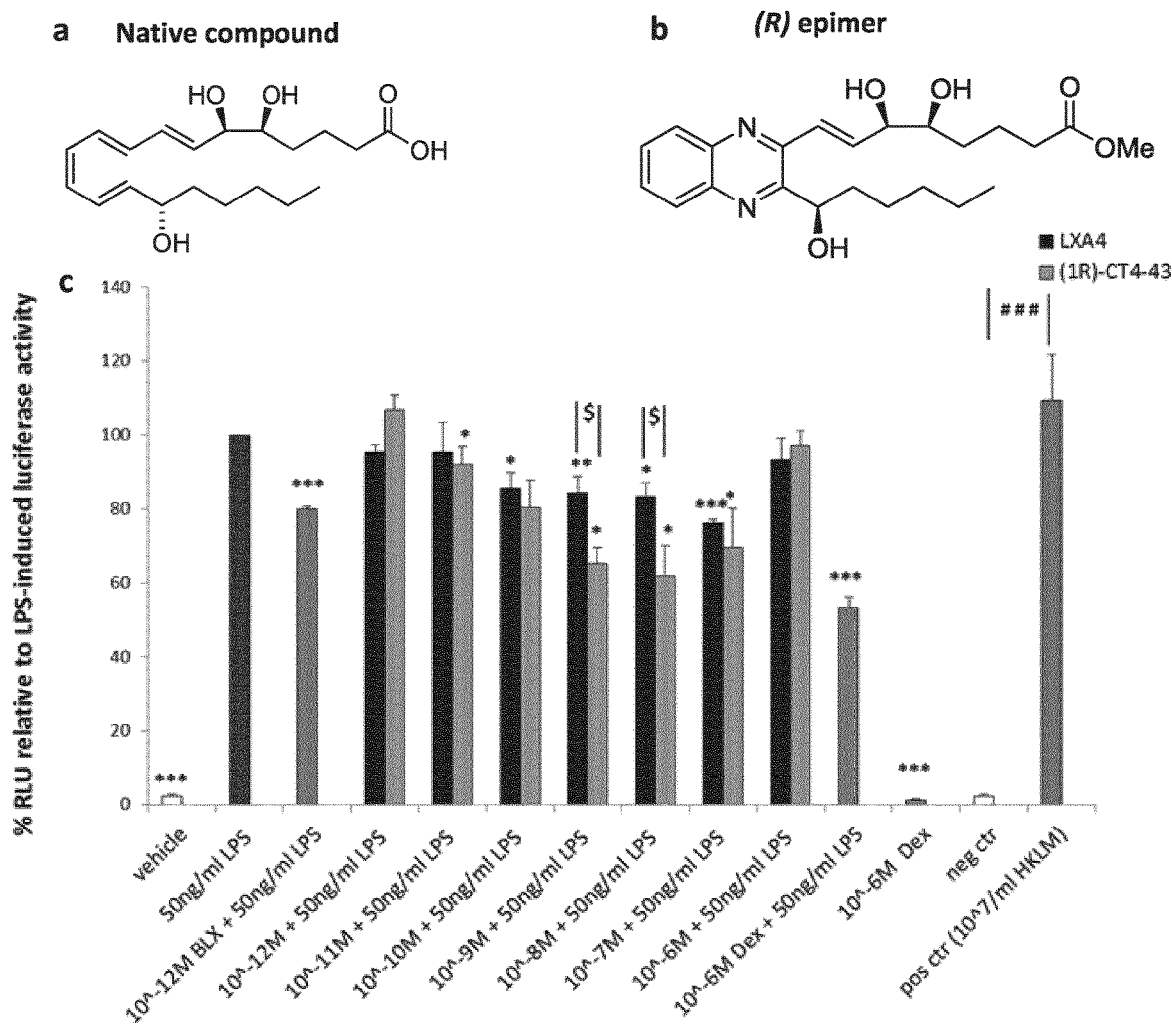 a Native compound
b (R) epimer
HO OH
O
OH
OH
HO OH
O
OMe
N
N
OH
LXA4
(1R)-CT4-43
c
% RLU relative to LPS-induced luciferase activity
140
120
100
80
60
40
20
0
***
***
*
*
**
*
$
*
*
$
***
*
***
***
###
vehicle
50ng/ml LPS
10^-12M BLX + 50ng/ml LPS
10^-12M + 50ng/ml LPS
10^-11M + 50ng/ml LPS
10^-10M + 50ng/ml LPS
10^-9M + 50ng/ml LPS
10^-8M + 50ng/ml LPS
10^-7M + 50ng/ml LPS
10^-6M + 50ng/ml LPS
10^-6M Dex + 50ng/ml LPS
10^-6M Dex
neg ctr
pos ctr (10^7/ml HKLM)